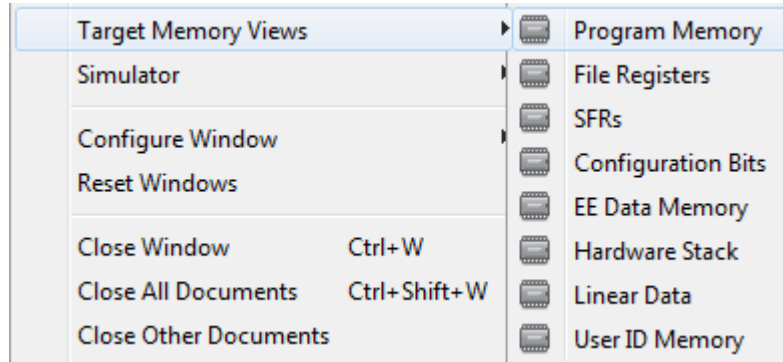 Target Memory Views
Simulator
Configure Window
Reset Windows
Close Window Ctrl+W
Close All Documents Ctrl+Shift+W
Close Other Documents
Program Memory
File Registers
SFRs
Configuration Bits
EE Data Memory
Hardware Stack
Linear Data
User ID Memory